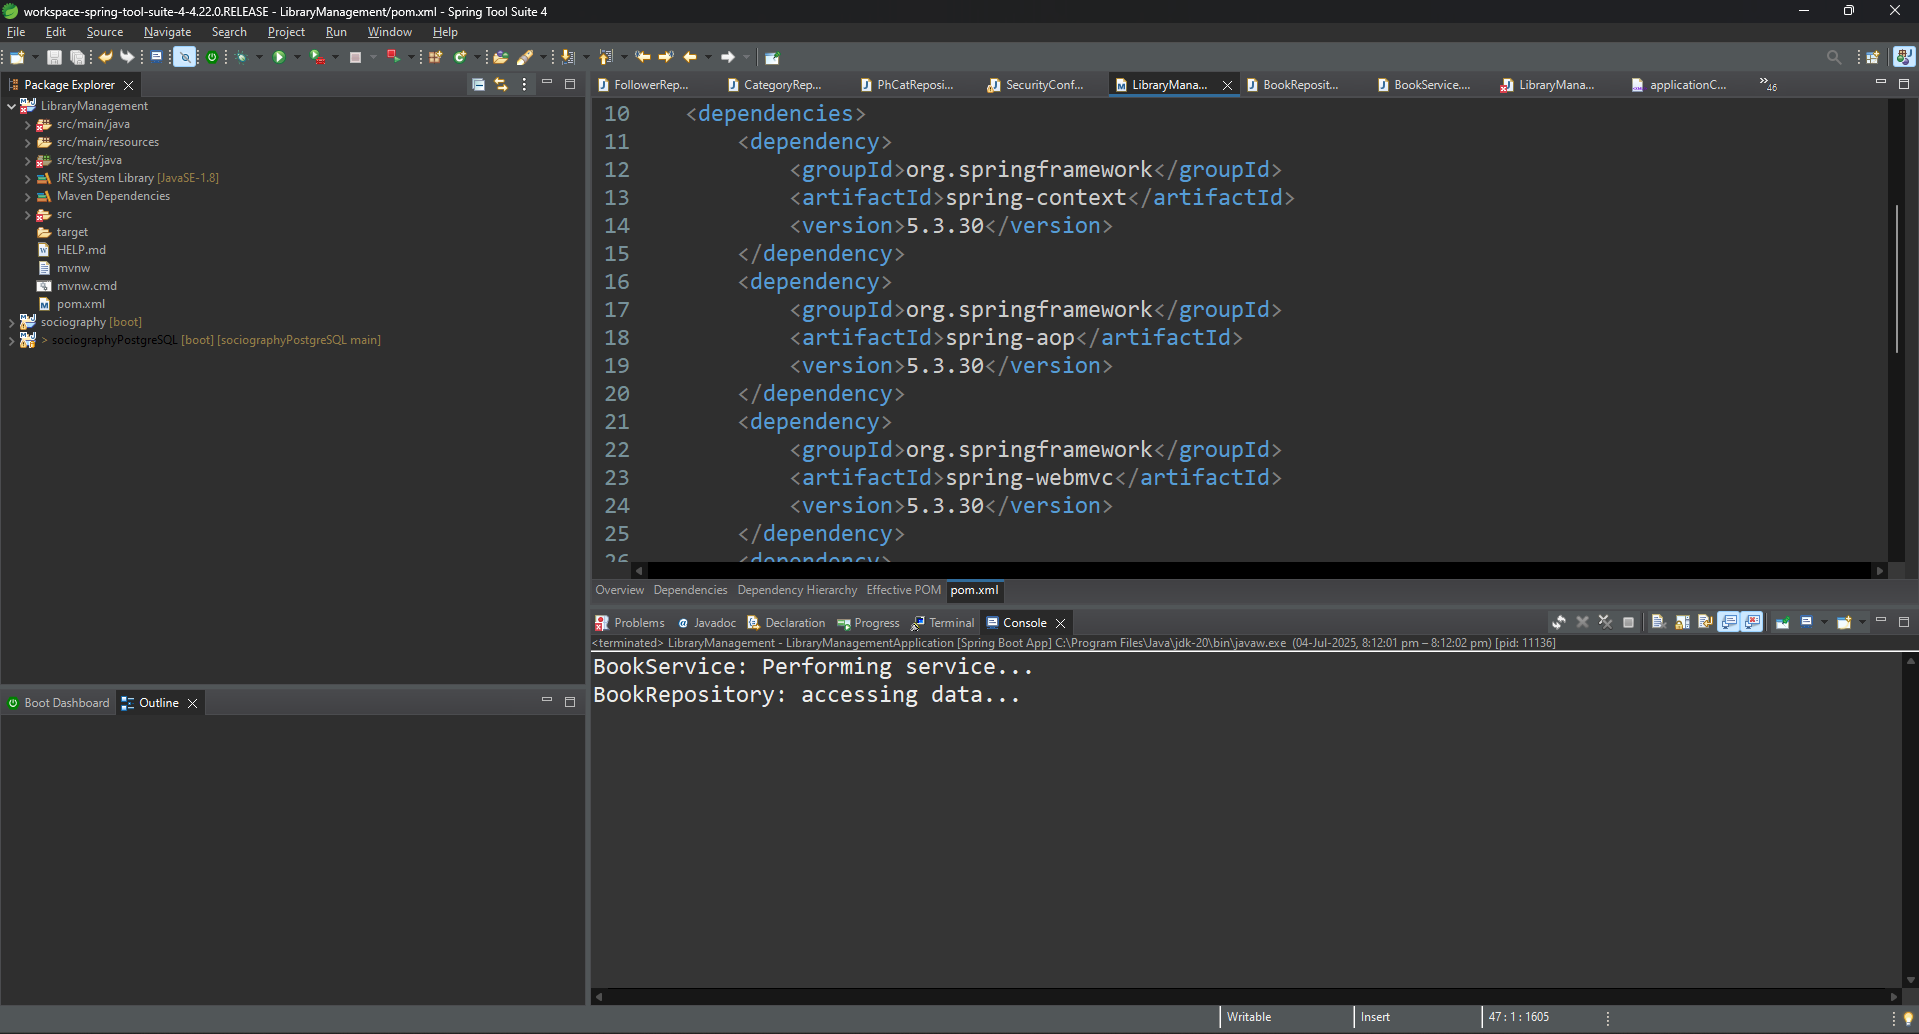 workspace-spring-tool-suite-4-4.22.0.RELEASE - LibraryManagement/pom.xml - Spring Tool Suite 4
File Edit Source Navigate Search Project Run Window Help
Package Explorer
LibraryManagement
src/main/java
src/main/resources
src/test/java
JRE System Library [JavaSE-1.8]
Maven Dependencies
src
target
HELP.md
mvnw
mvnw.cmd
pom.xml
sociography [boot]
> sociographyPostgreSQL [boot] [sociographyPostgreSQL main]
Boot Dashboard Outline
FollowerRep... CategoryRep... PhCatReposi... SecurityConf... LibraryMana... BookReposit... BookService.... LibraryMana... applicationC... »46
10 <dependencies>
11 <dependency>
12 <groupId>org.springframework</groupId>
13 <artifactId>spring-context</artifactId>
14 <version>5.3.30</version>
15 </dependency>
16 <dependency>
17 <groupId>org.springframework</groupId>
18 <artifactId>spring-aop</artifactId>
19 <version>5.3.30</version>
20 </dependency>
21 <dependency>
22 <groupId>org.springframework</groupId>
23 <artifactId>spring-webmvc</artifactId>
24 <version>5.3.30</version>
25 </dependency>
26 <dependency>
Overview Dependencies Dependency Hierarchy Effective POM pom.xml
Problems Javadoc Declaration Progress Terminal Console
<terminated> LibraryManagement - LibraryManagementApplication [Spring Boot App] C:\Program Files\Java\jdk-20\bin\javaw.exe (04-Jul-2025, 8:12:01 pm – 8:12:02 pm) [pid: 11136]
BookService: Performing service...
BookRepository: accessing data...
Writable Insert 47 : 1 : 1605